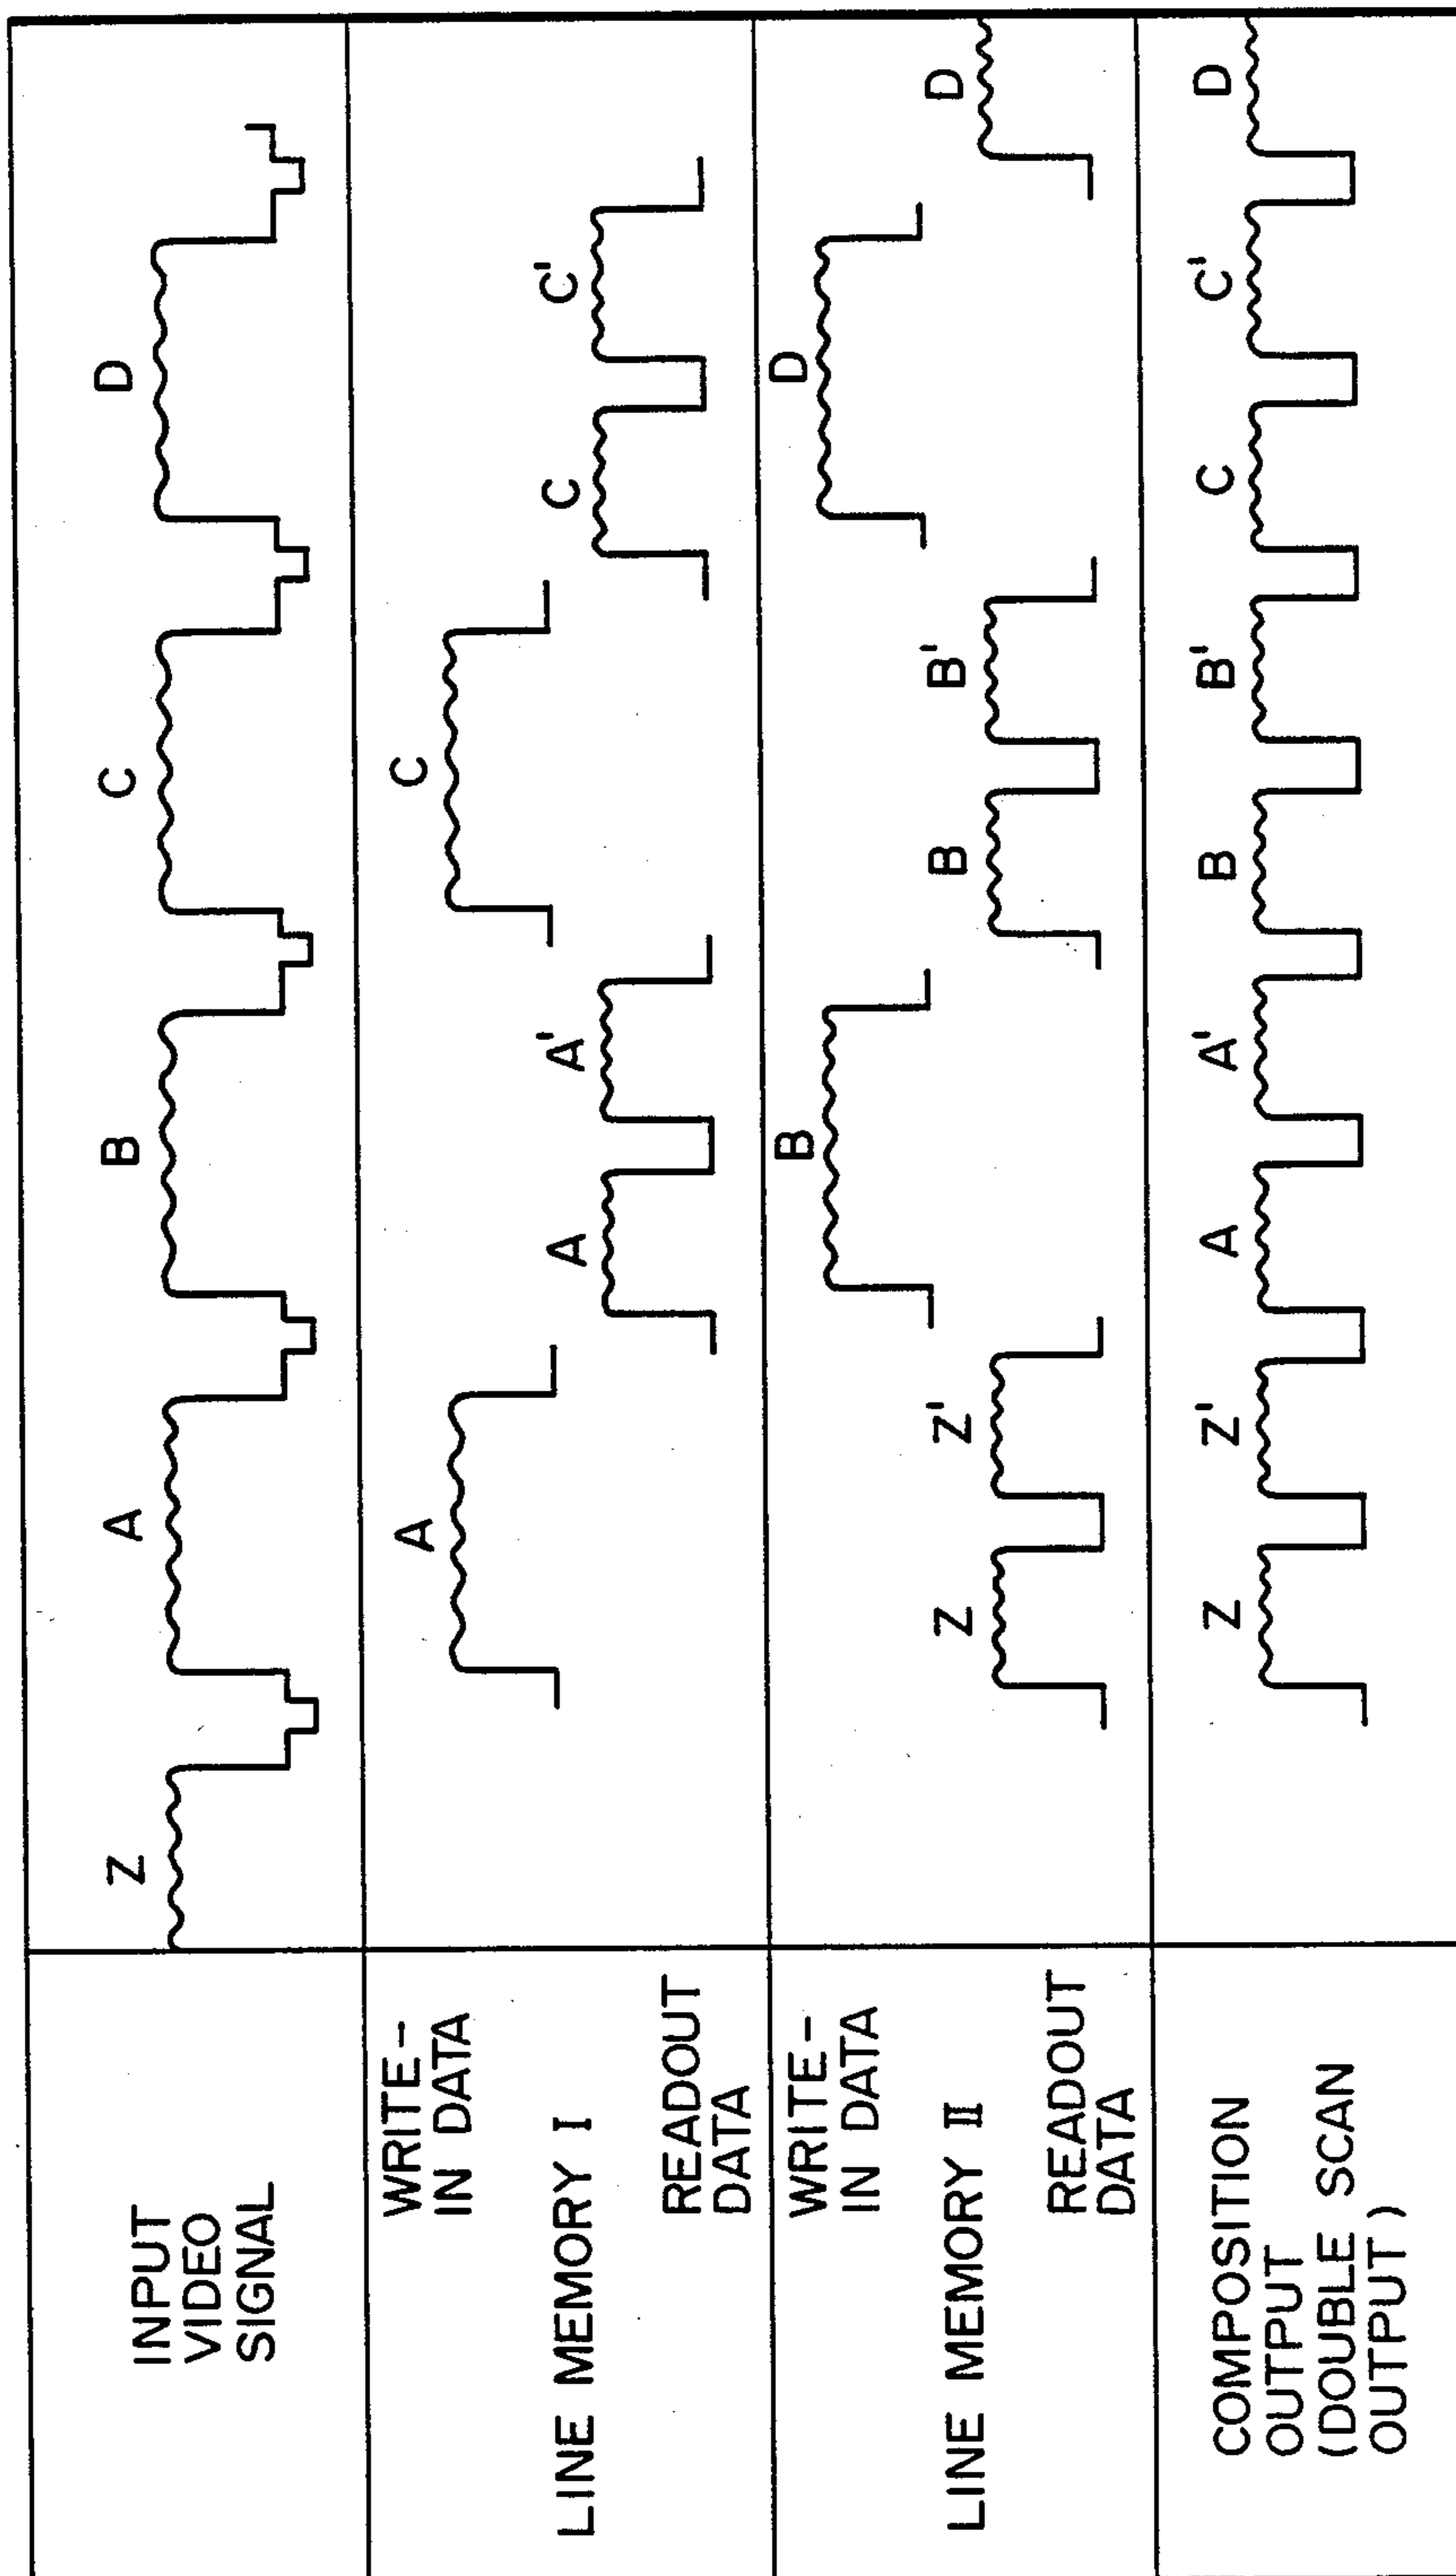 INPUT
VIDEO
SIGNAL
Z A B C D
WRITE-
IN DATA
LINE MEMORY I
READOUT
DATA
A C
A A' C C'
WRITE-
IN DATA
LINE MEMORY II
READOUT
DATA
B D
Z Z' B B' D
COMPOSITION
OUTPUT
(DOUBLE SCAN
OUTPUT)
Z Z' A A' B B' C C' D